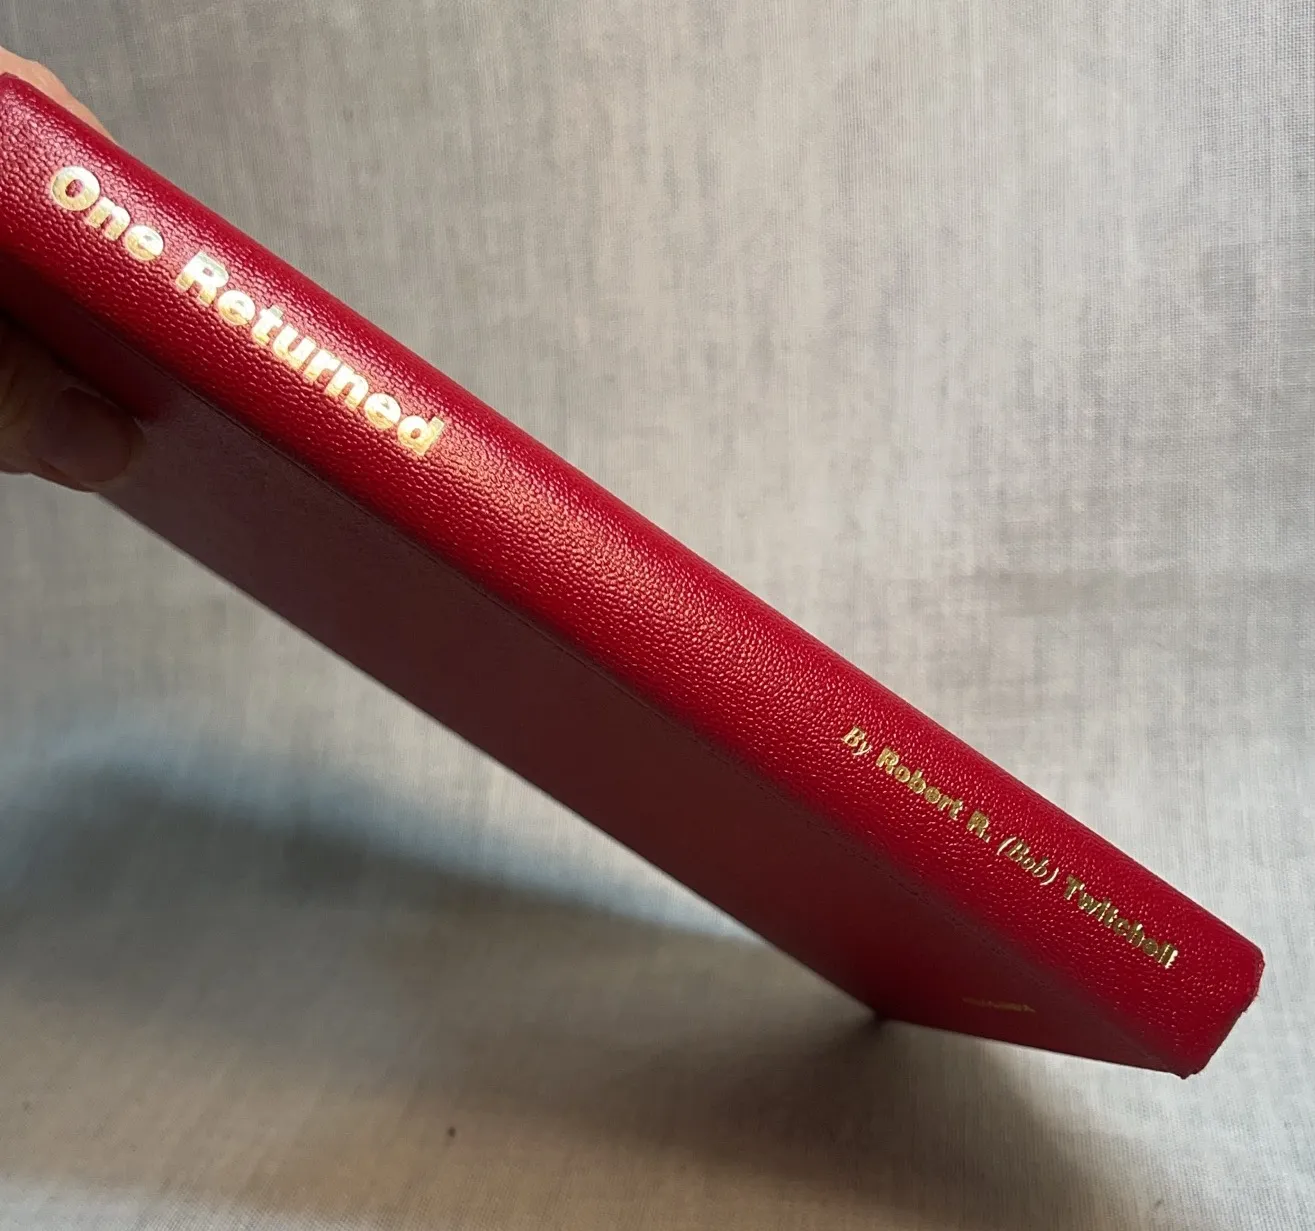 One Returned
By Robert R. (Bob) Twitchell